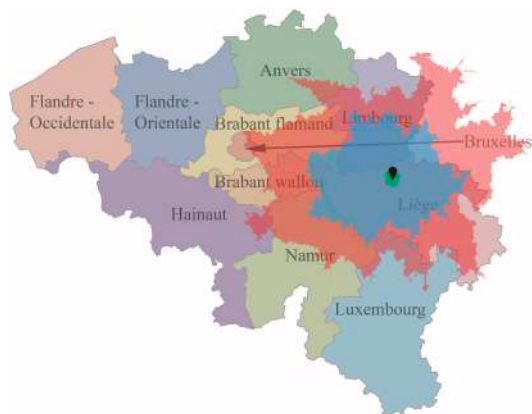 Anvers
Flandre -
Occidentale
Flandre -
Orientale
Brabant flamand
Limbourg
Bruxelles
Brabant wallon
Hainaut
Liège
Namur
Luxembourg